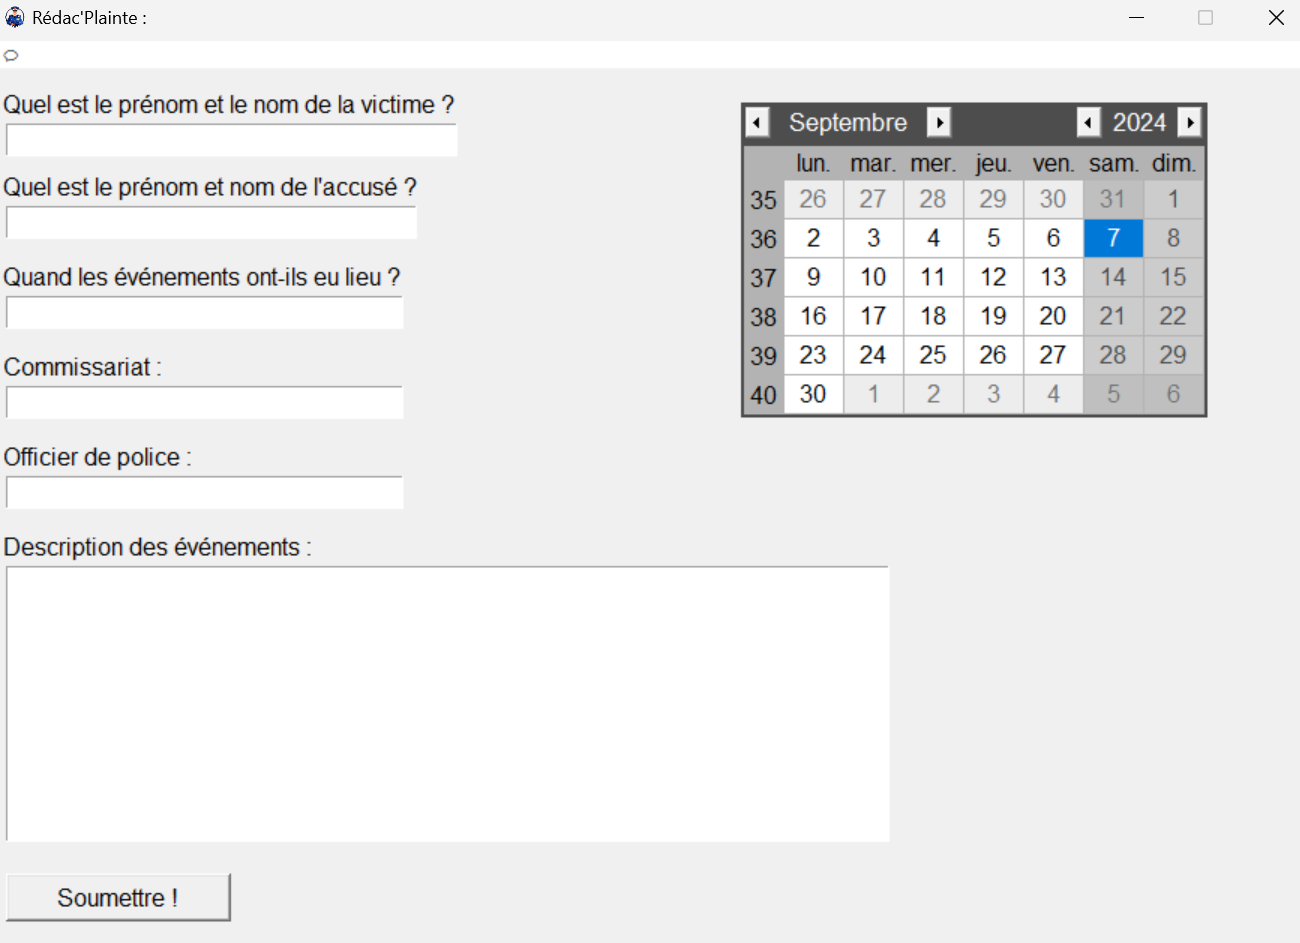 Rédac'Plainte :
Quel est le prénom et le nom de la victime ?
Quel est le prénom et nom de l'accusé ?
Quand les événements ont-ils eu lieu ?
Commissariat :
Officier de police :
Description des événements :
Soumettre !
Septembre 2024
lun. mar. mer. jeu. ven. sam. dim.
35 26 27 28 29 30 31 1
36 2 3 4 5 6 7 8
37 9 10 11 12 13 14 15
38 16 17 18 19 20 21 22
39 23 24 25 26 27 28 29
40 30 1 2 3 4 5 6